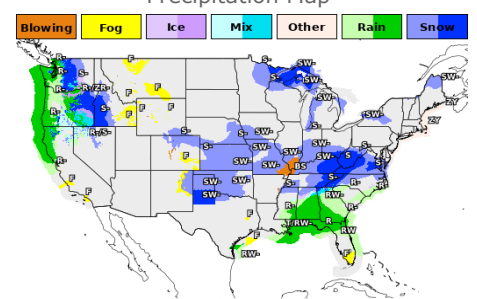 Precipitation Map
Blowing Fog Ice Mix Other Rain Snow
R- S- F S- SW- SW-
R- F SW-
R-/ZR- F SW- ZY
S- F F SW- ZY
R-/S- F S- S- S-
R- F S- SW- SW- SW- SW- S S-
SW- SW- BS SW-
F SW- SW- S- S- R-
F SW- RW- R-
R- R-
T/RW- R RW
F F
RW-